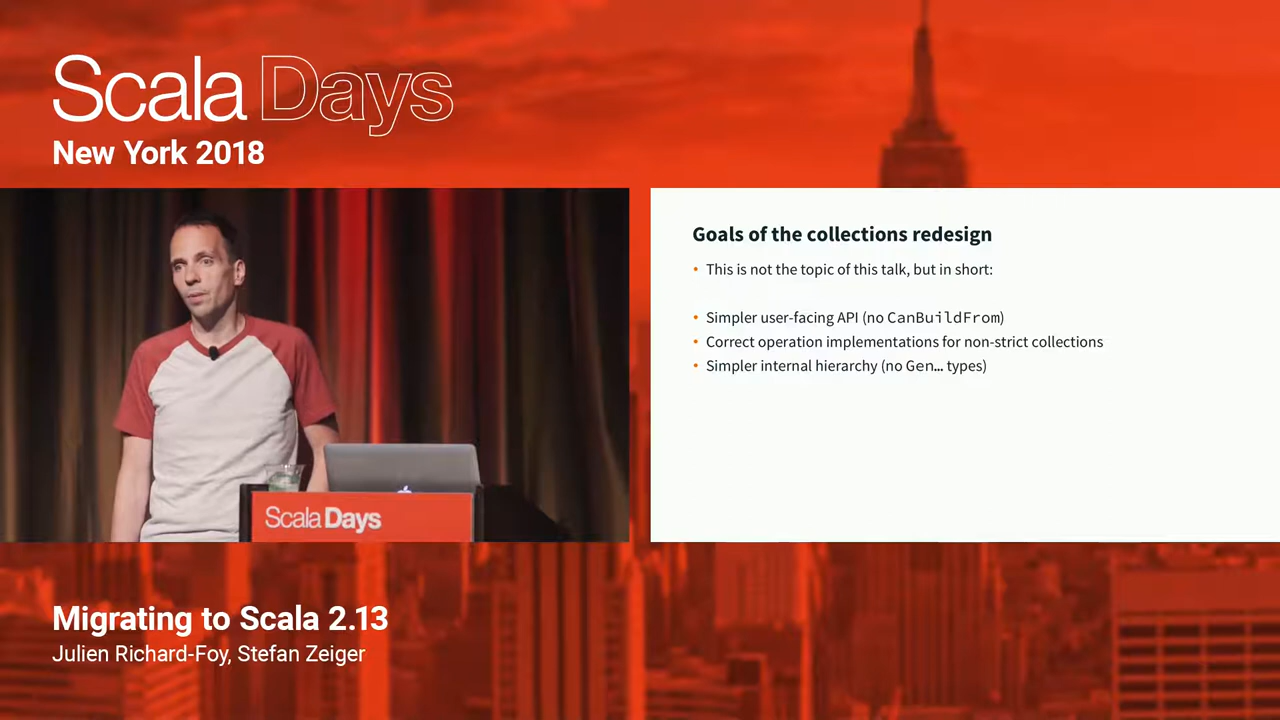 Scala Days
New York 2018
Goals of the collections redesign
• This is not the topic of this talk, but in short:
• Simpler user-facing API (no CanBuildFrom)
• Correct operation implementations for non-strict collections
• Simpler internal hierarchy (no Gen… types)
Scala Days
Migrating to Scala 2.13
Julien Richard-Foy, Stefan Zeiger